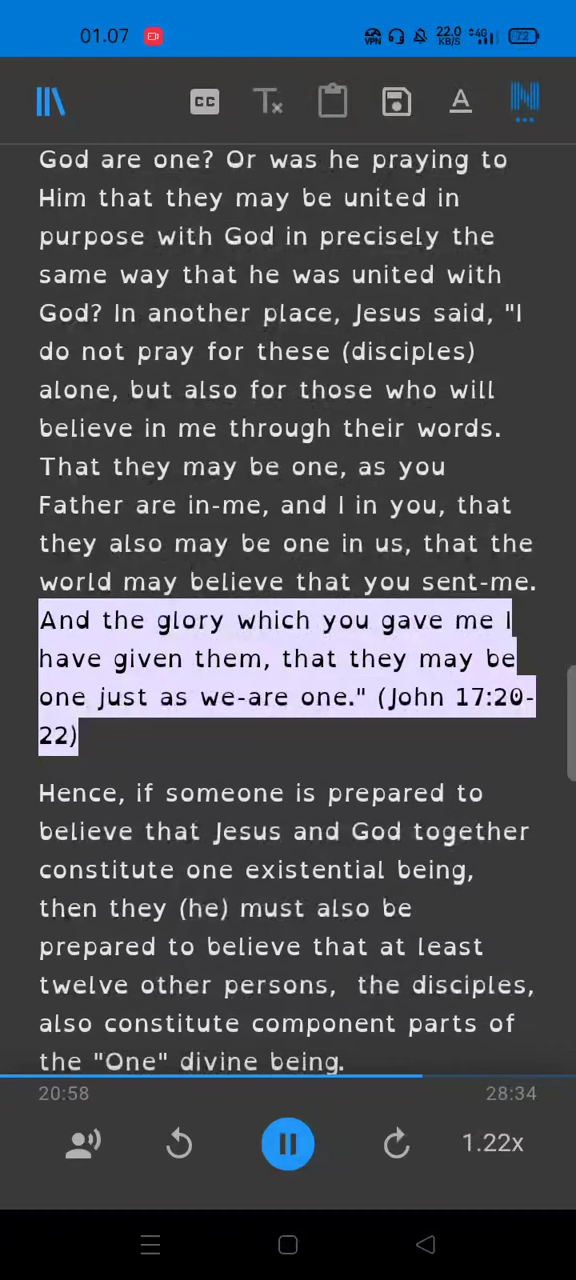 01.07
VPN
22.0
KB/S
4G
72
CC
Tx
A
N
God are one? Or was he praying to
Him that they may be united in
purpose with God in precisely the
same way that he was united with
God? In another place, Jesus said, "I
do not pray for these (disciples)
alone, but also for those who will
believe in me through their words.
That they may be one, as you
Father are in-me, and I in you, that
they also may be one in us, that the
world may believe that you sent-me.
And the glory which you gave me I
have given them, that they may be
one just as we-are one." (John 17:20-
22)
Hence, if someone is prepared to
believe that Jesus and God together
constitute one existential being,
then they (he) must also be
prepared to believe that at least
twelve other persons,  the disciples,
also constitute component parts of
the "One" divine being.
20:58
28:34
1.22x